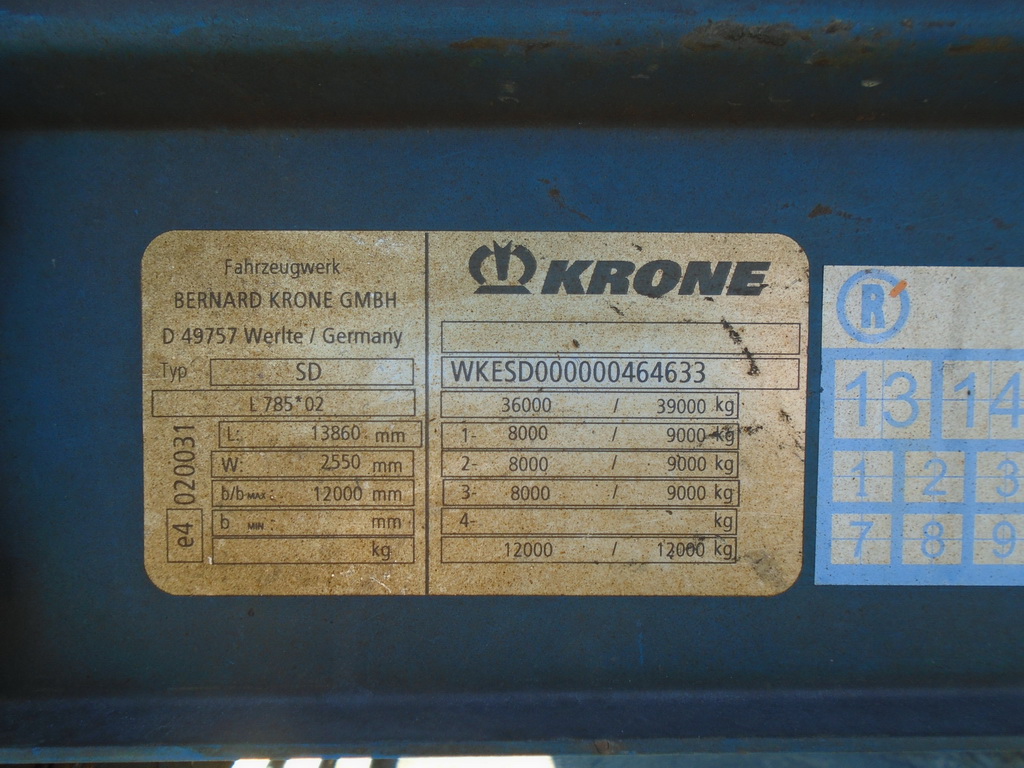 Fahrzeugwerk
BERNARD KRONE GMBH
D 49757 Werlte / Germany
Typ SD
L 785*02
e4 020031
L: 13860 mm
W: 2550 mm
b/b MAX : 12000 mm
b MIN : mm
kg
KRONE
WKESD000000464633
36000 / 39000 kg
1- 8000 / 9000 kg
2- 8000 / 9000 kg
3- 8000 / 9000 kg
4- kg
12000 / 12000 kg
R
13 14
1 2 3
7 8 9